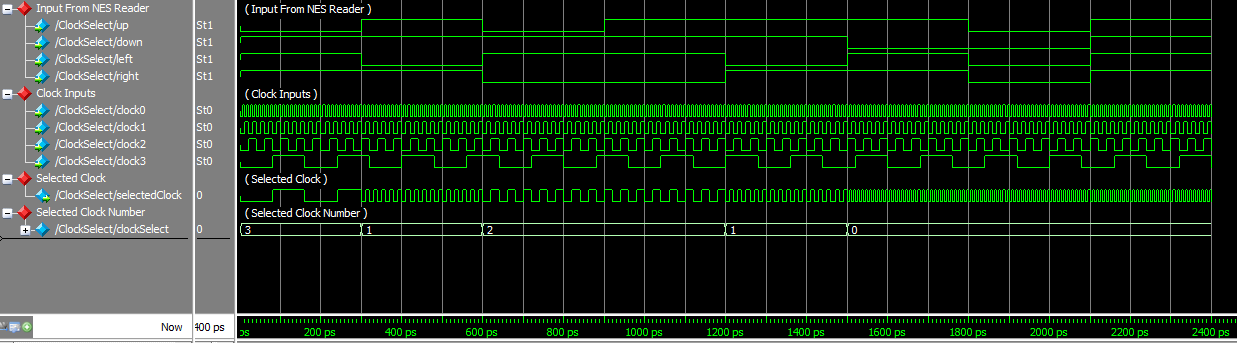 Input From NES Reader ( Input From NES Reader )
/ClockSelect/up St1
/ClockSelect/down St1
/ClockSelect/left St1
/ClockSelect/right St1
Clock Inputs ( Clock Inputs )
/ClockSelect/clock0 St0
/ClockSelect/clock1 St0
/ClockSelect/clock2 St0
/ClockSelect/clock3 St0
Selected Clock ( Selected Clock )
/ClockSelect/selectedClock 0
Selected Clock Number ( Selected Clock Number )
/ClockSelect/clockSelect 0 3 1 2 1 0
Now 400 ps ps 200 ps 400 ps 600 ps 800 ps 1000 ps 1200 ps 1400 ps 1600 ps 1800 ps 2000 ps 2200 ps 2400 ps